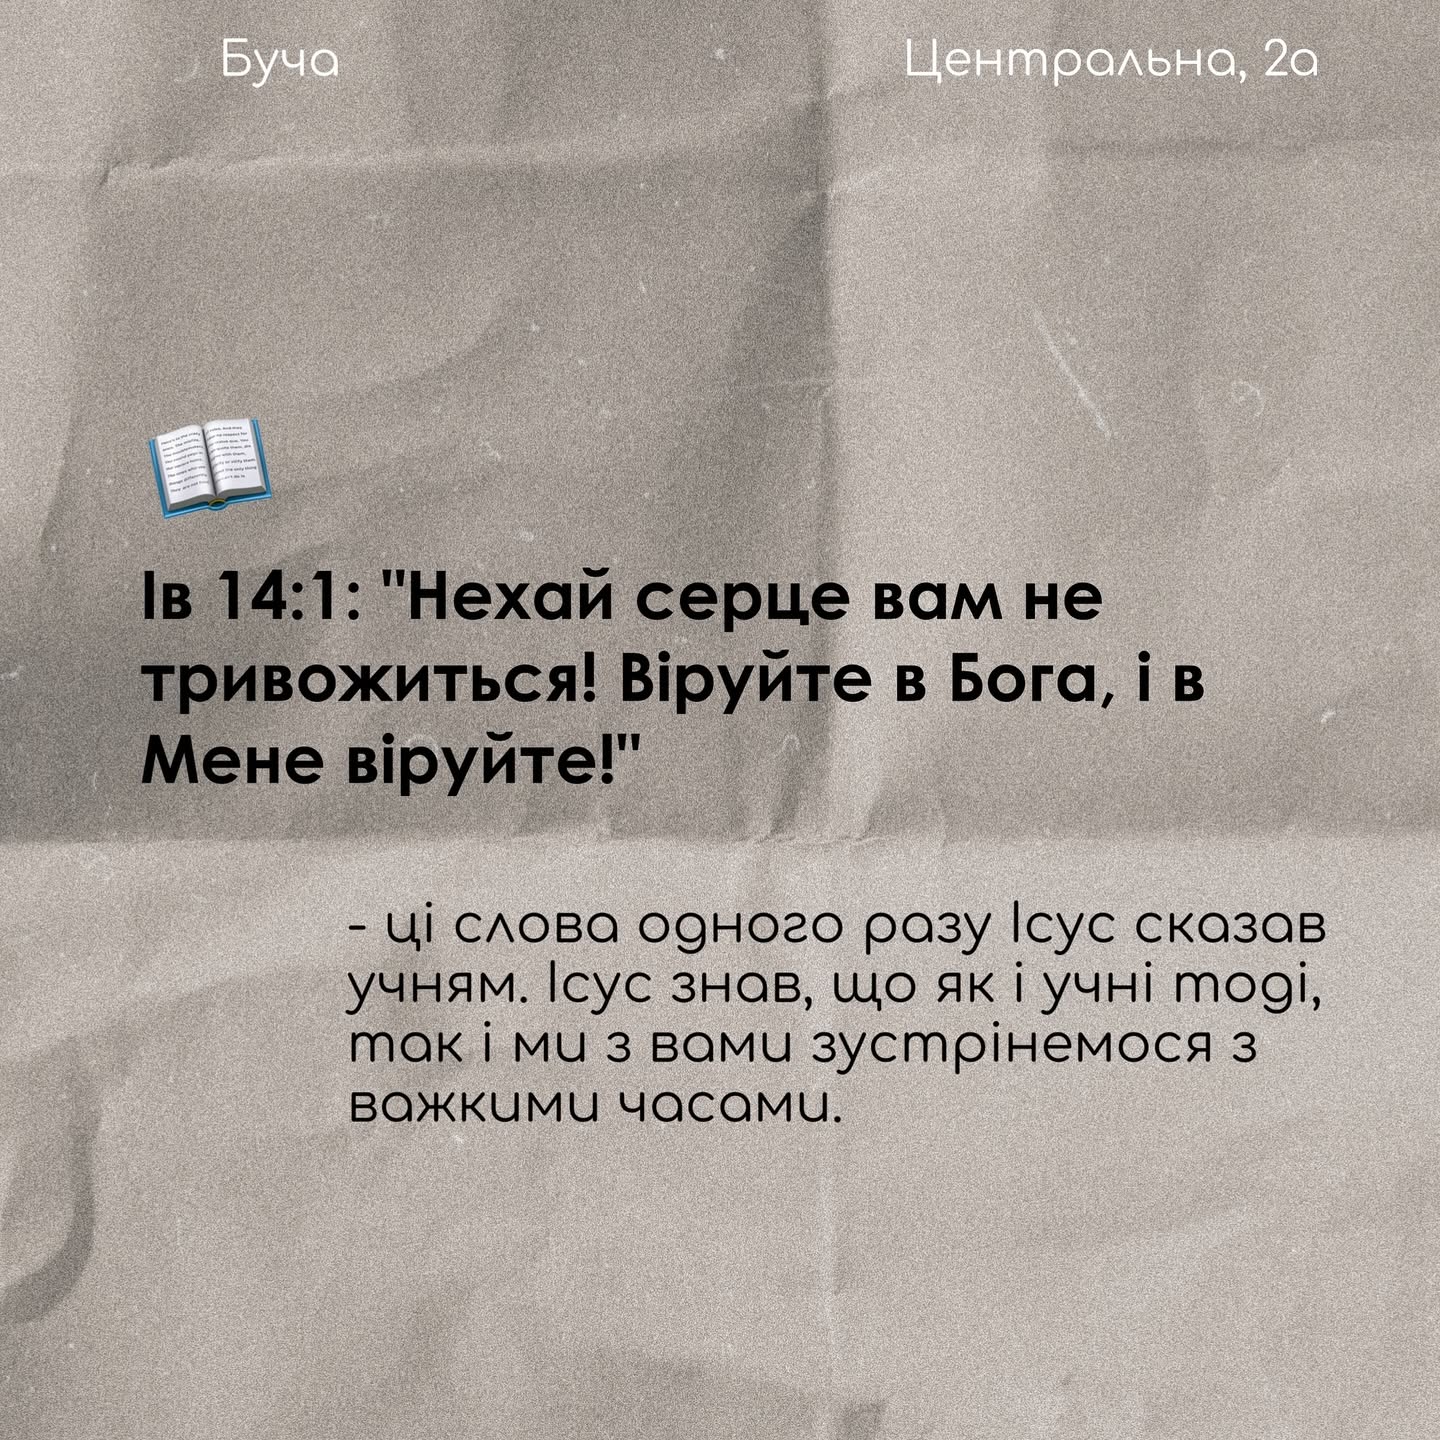 Буча
Центральна, 2а
Ів 14:1: "Нехай серце вам не
тривожиться! Віруйте в Бога, і в
Мене віруйте!"
- ці слова одного разу Ісус сказав
учням. Ісус знав, що як і учні тоді,
так і ми з вами зустрінемося з
важкими часами.